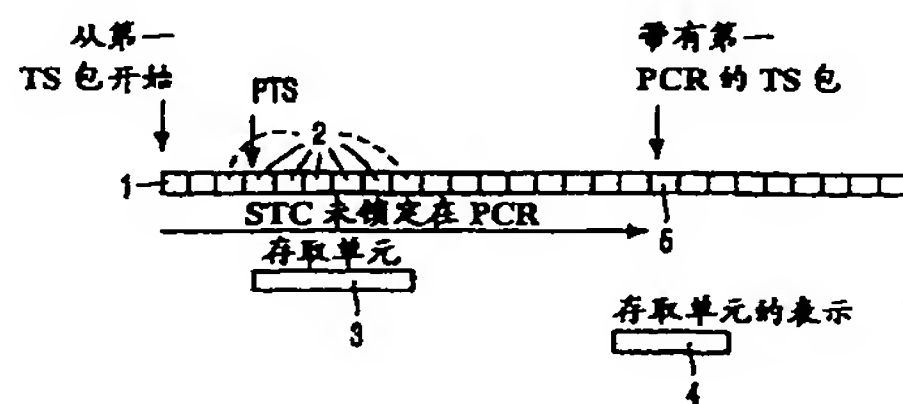 从第一
TS 包开始
PTS
2
带有第一
PCR 的 TS 包
1
STC 未锁定在 PCR
5
存取单元
3
存取单元的表示
4